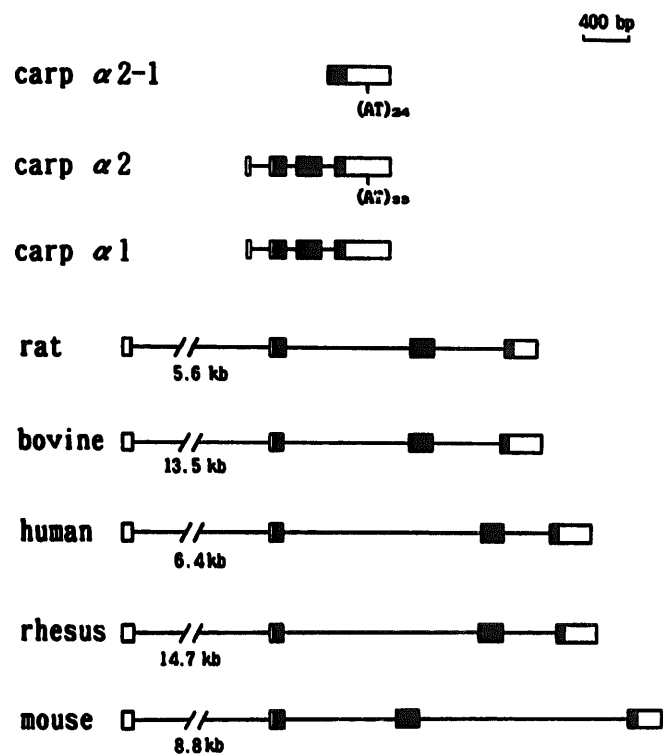 400 bp
carp α2-1
(AT)24
carp α2
(AT)33
carp α1
rat
5.6 kb
bovine
13.5 kb
human
6.4kb
rhesus
14.7 kb
mouse
8.8kb